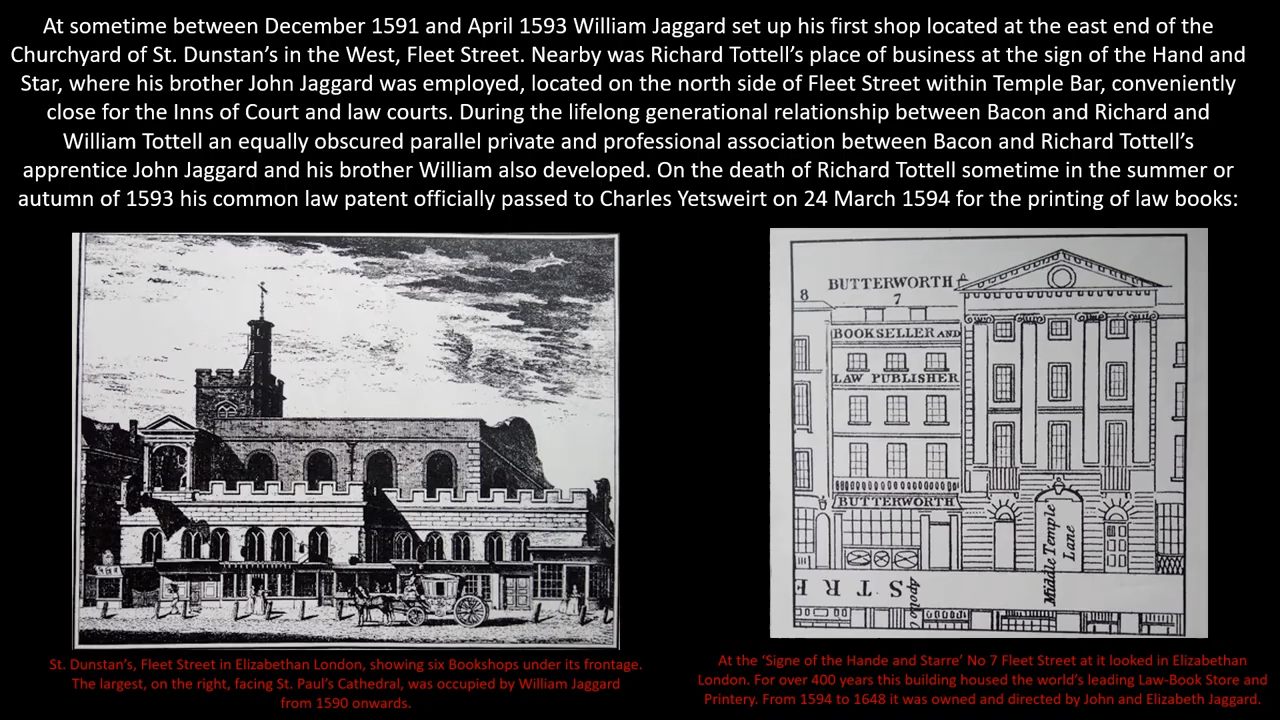 At sometime between December 1591 and April 1593 William Jaggard set up his first shop located at the east end of the
Churchyard of St. Dunstan’s in the West, Fleet Street. Nearby was Richard Tottell’s place of business at the sign of the Hand and
Star, where his brother John Jaggard was employed, located on the north side of Fleet Street within Temple Bar, conveniently
close for the Inns of Court and law courts. During the lifelong generational relationship between Bacon and Richard and
William Tottell an equally obscured parallel private and professional association between Bacon and Richard Tottell’s
apprentice John Jaggard and his brother William also developed. On the death of Richard Tottell sometime in the summer or
autumn of 1593 his common law patent officially passed to Charles Yetsweirt on 24 March 1594 for the printing of law books:
8
BUTTERWORTH
7
BOOKSELLER AND
LAW PUBLISHER
BUTTERWORTH
Middle Temple
Lane
S T R E
St. Dunstan’s, Fleet Street in Elizabethan London, showing six Bookshops under its frontage.
The largest, on the right, facing St. Paul’s Cathedral, was occupied by William Jaggard
from 1590 onwards.
At the ‘Signe of the Hande and Starre’ No 7 Fleet Street at it looked in Elizabethan
London. For over 400 years this building housed the world’s leading Law-Book Store and
Printery. From 1594 to 1648 it was owned and directed by John and Elizabeth Jaggard.